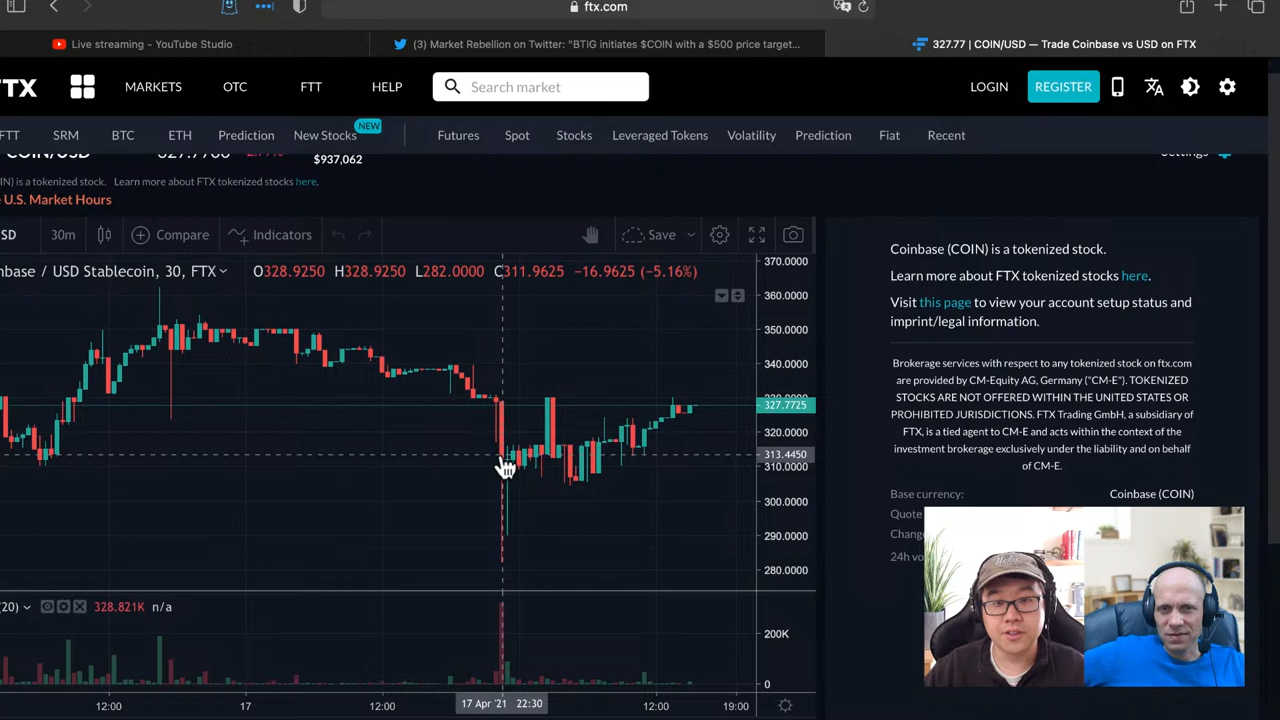 ftx.com
Live streaming - YouTube Studio
(3) Market Rebellion on Twitter: "BTIG initiates $COIN with a $500 price target...
327.77 | COIN/USD — Trade Coinbase vs USD on FTX
FTX
MARKETS
OTC
FTT
HELP
Search market
LOGIN
REGISTER
FTT
SRM
BTC
ETH
Prediction
New Stocks
NEW
Futures
Spot
Stocks
Leveraged Tokens
Volatility
Prediction
Fiat
Recent
COIN/USD
$937,062
Settings
IN) is a tokenized stock. Learn more about FTX tokenized stocks here.
e U.S. Market Hours
SD
30m
Compare
Indicators
Save
nbase / USD Stablecoin, 30, FTX
O328.9250 H328.9250 L282.0000 C311.9625 -16.9625 (-5.16%)
370.0000
360.0000
350.0000
340.0000
327.7725
320.0000
313.4450
310.0000
300.0000
290.0000
280.0000
(20)
328.821K n/a
200K
0
12:00
17
12:00
17 Apr '21 22:30
12:00
19:00
Coinbase (COIN) is a tokenized stock.
Learn more about FTX tokenized stocks here.
Visit this page to view your account setup status and
imprint/legal information.
Brokerage services with respect to any tokenized stock on ftx.com
are provided by CM-Equity AG, Germany ("CM-E"). TOKENIZED
STOCKS ARE NOT OFFERED WITHIN THE UNITED STATES OR
PROHIBITED JURISDICTIONS. FTX Trading GmbH, a subsidiary of
FTX, is a tied agent to CM-E and acts within the context of the
investment brokerage exclusively under the liability and on behalf
of CM-E.
Base currency:
Coinbase (COIN)
Quote
Chang
24h vo